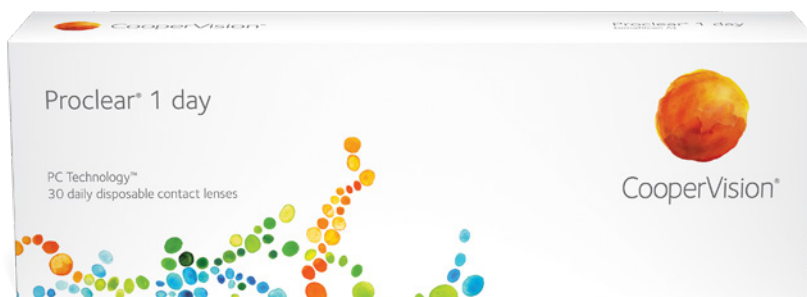 CooperVision®
Proclear® 1 day
Proclear® 1 day
PC Technology™
30 daily disposable contact lenses
CooperVision®